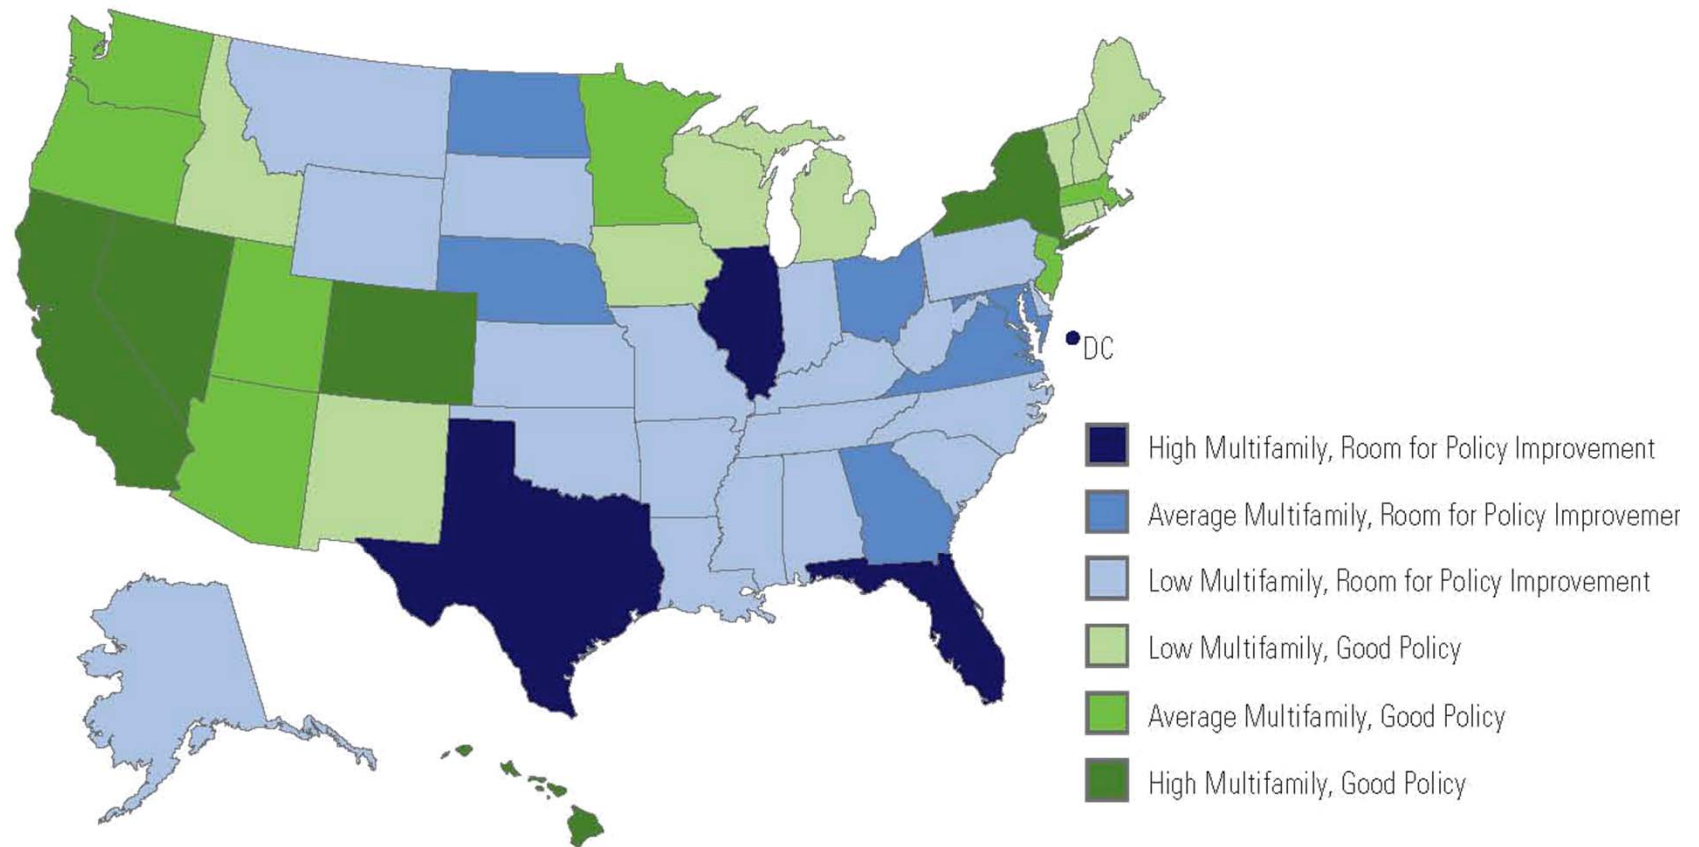 DC
High Multifamily, Room for Policy Improvement
Average Multifamily, Room for Policy Improvemer
Low Multifamily, Room for Policy Improvement
Low Multifamily, Good Policy
Average Multifamily, Good Policy
High Multifamily, Good Policy